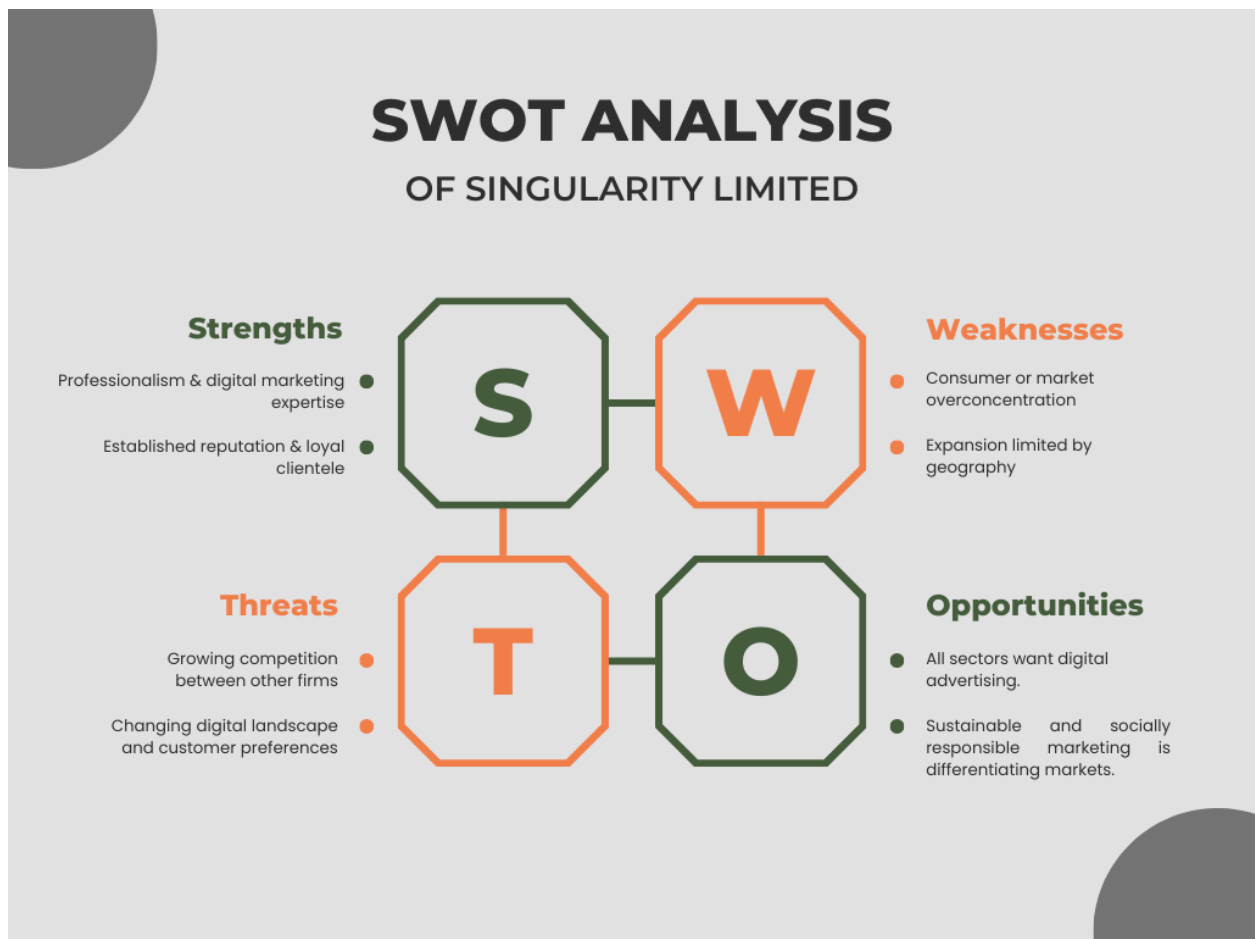 SWOT ANALYSIS
OF SINGULARITY LIMITED
Strengths
Professionalism & digital marketing
expertise
Established reputation & loyal
clientele
S
W
Weaknesses
Consumer or market
overconcentration
Expansion limited by
geography
Threats
Growing competition
between other firms
Changing digital landscape
and customer preferences
T
O
Opportunities
All sectors want digital
advertising.
Sustainable and socially
responsible marketing is
differentiating markets.